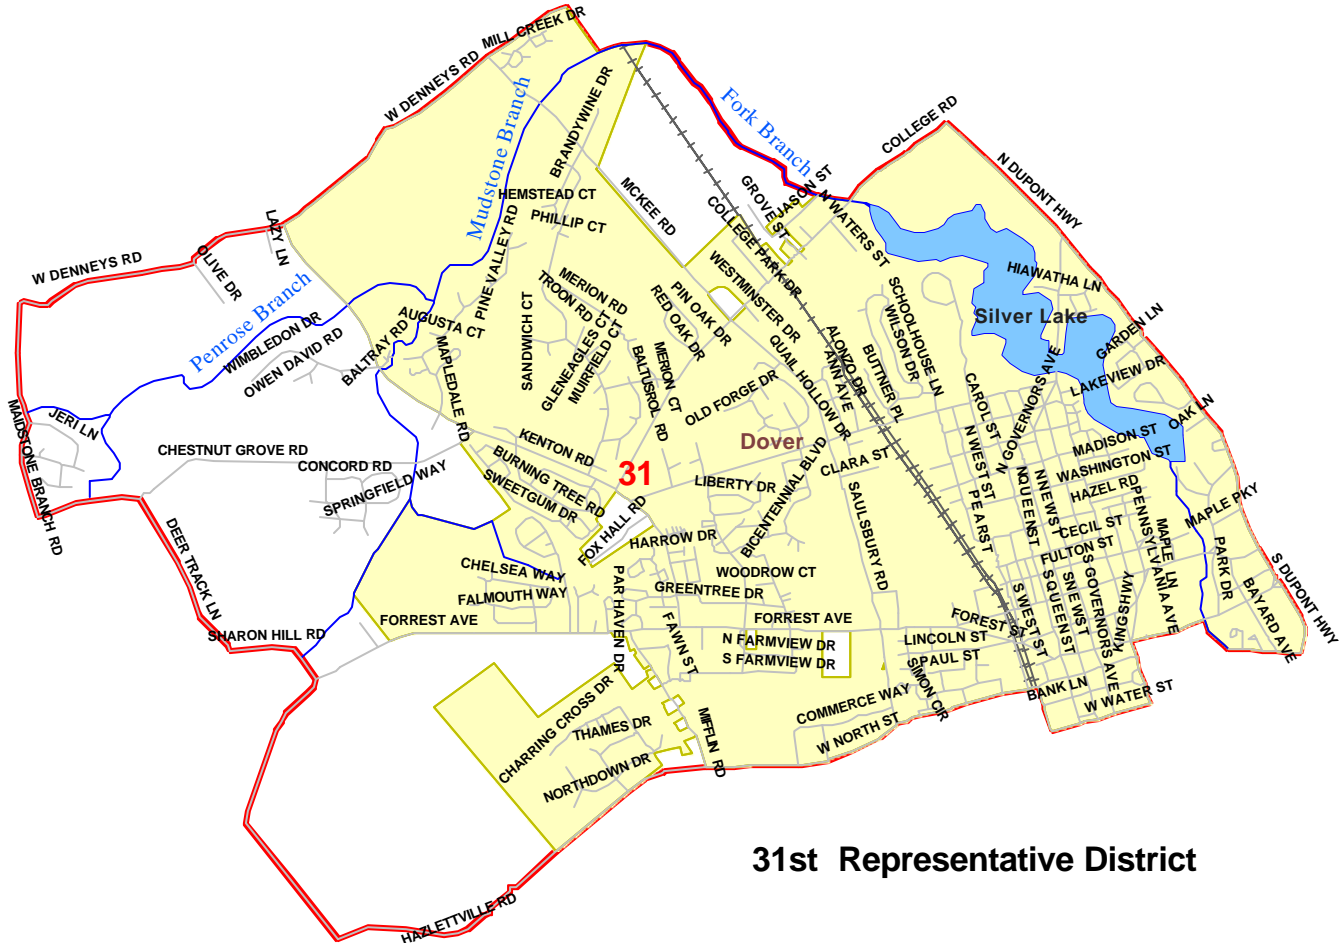 MILL CREEK DR
W DENNEYS RD
BRANDYWINE DR
Mudstone Branch
Fork Branch
COLLEGE RD
N DUPONT HWY
HEMSTEAD CT
PHILLIP CT
MCKEE RD
GROVE ST
JASON ST
N WATERS ST
COLLEGE PARK DR
LAZY LN
OLIVE DR
W DENNEYS RD
Penrose Branch
WIMBLEDON DR
OWEN DAVID RD
BALTRAY RD
AUGUSTA CT
PINE VALLEY RD
MAPLEDALE RD
SANDWICH CT
TROON RD
MERION RD
GLENEAGLES CT
MUIRFIELD CT
BALTUSROL RD
MERION CT
RED OAK DR
PIN OAK DR
WESTMINSTER DR
QUAIL HOLLOW DR
OLD FORGE DR
ALONZO DR
ANN AVE
BUTTNER PL
WILSON DR
SCHOOLHOUSE LN
HIAWATHA LN
Silver Lake
GARDEN LN
LAKEVIEW DR
OAK LN
CAROL ST
N GOVERNORS AVE
N WEST ST
PEAR ST
N QUEEN ST
N NEW ST
MADISON ST
WASHINGTON ST
HAZEL RD
CECIL ST
FULTON ST
PENNSYLVANIA AVE
MAPLE LN
MAPLE PKY
PARK DR
BAYARD AVE
S DUPONT HWY
MAIDSTONE BRANCH RD
JERI LN
CHESTNUT GROVE RD
CONCORD RD
SPRINGFIELD WAY
KENTON RD
BURNING TREE RD
SWEETGUM DR
31
Dover
CLARA ST
LIBERTY DR
BICENTENNIAL BLVD
SAULSBURY RD
FOX HALL RD
HARROW DR
WOODROW CT
GREENTREE DR
CHELSEA WAY
FALMOUTH WAY
PAR HAVEN DR
FAWN ST
FORREST AVE
FORREST AVE
N FARMVIEW DR
S FARMVIEW DR
DEER TRACK LN
SHARON HILL RD
FOREST ST
LINCOLN ST
PAUL ST
SIMON CIR
S WEST ST
S QUEEN ST
S NEW ST
S GOVERNORS AVE
KINGS HWY
BANK LN
W WATER ST
COMMERCE WAY
W NORTH ST
MIFFLIN RD
CHARRING CROSS DR
THAMES DR
NORTHDOWN DR
HAZLETTVILLE RD
31st Representative District